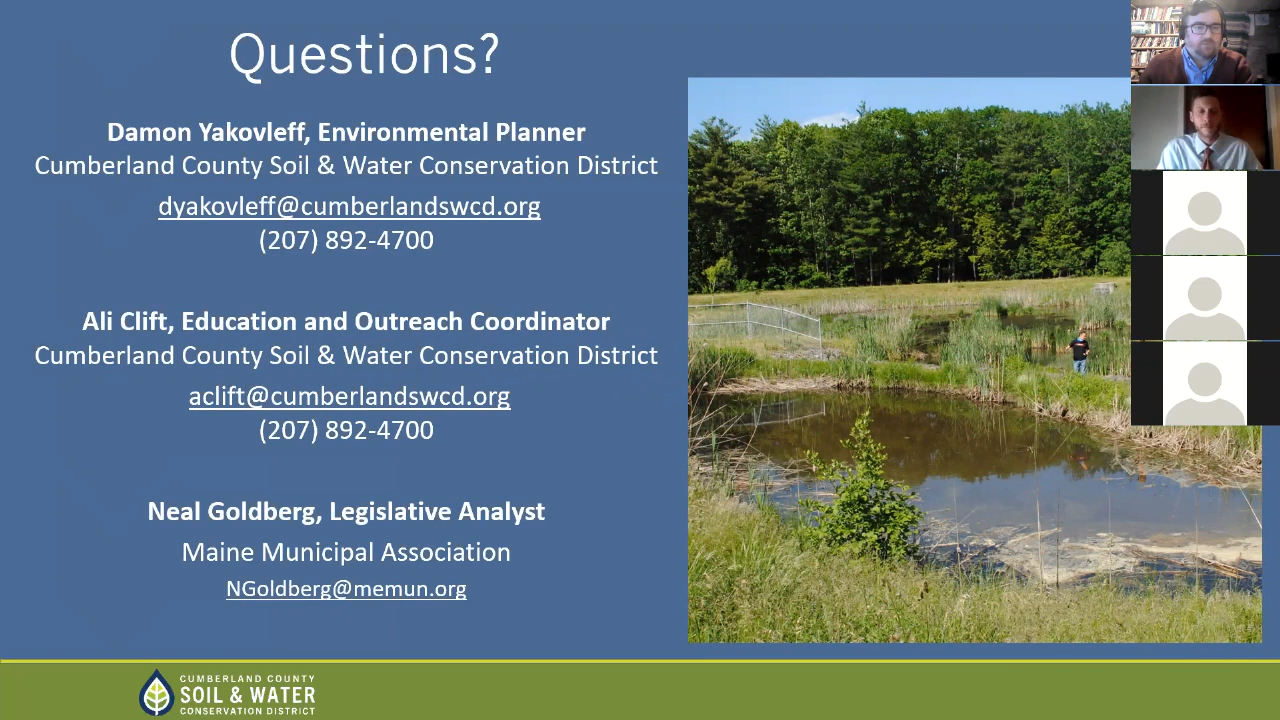 Questions?
Damon Yakovleff, Environmental Planner
Cumberland County Soil & Water Conservation District
dyakovleff@cumberlandswcd.org
(207) 892-4700
Ali Clift, Education and Outreach Coordinator
Cumberland County Soil & Water Conservation District
aclift@cumberlandswcd.org
(207) 892-4700
Neal Goldberg, Legislative Analyst
Maine Municipal Association
NGoldberg@memun.org
CUMBERLAND COUNTY
SOIL & WATER
CONSERVATION DISTRICT